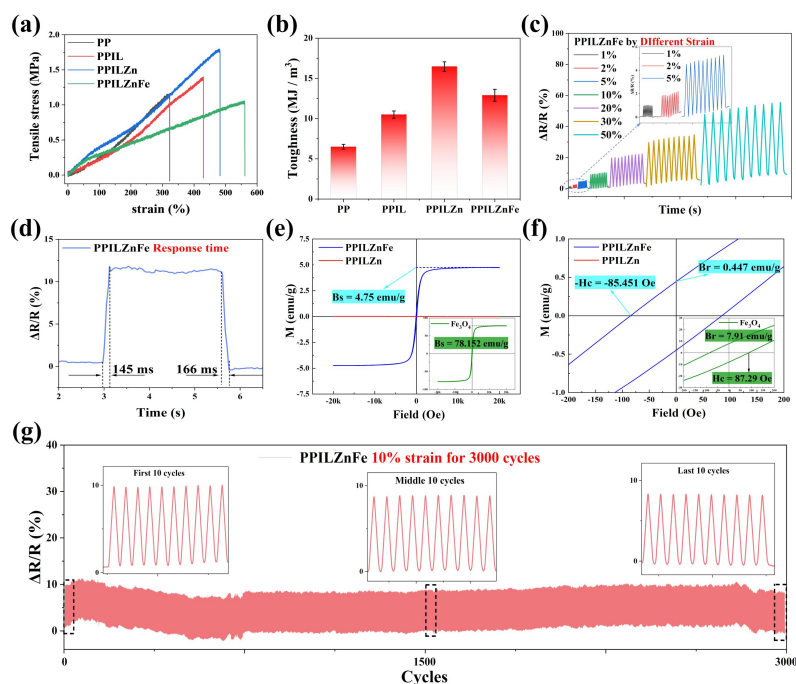 (a)
PP
PPIL
PPILZn
PPILZnFe
Tensile stress (MPa)
2.0
1.5
1.0
0.5
0.0
0 100 200 300 400 500 600
strain (%)
(b)
Toughness (MJ / m³)
20
15
10
5
0
PP PPIL PPILZn PPILZnFe
(c)
PPILZnFe by DIfferent Strain
1%
2%
5%
10%
20%
30%
50%
1%
2%
5%
ΔR/R (%)
100
80
60
40
20
0
Time (s)
(d)
PPILZnFe Response time
ΔR/R (%)
15
10
5
0
145 ms
166 ms
2 3 4 5 6
Time (s)
(e)
PPILZnFe
PPILZn
M (emu/g)
7.5
5.0
2.5
0.0
-2.5
-5.0
-7.5
Bs = 4.75 emu/g
Fe₃O₄
Bs = 78.152 emu/g
-20k -10k 0 10k 20k
Field (Oe)
(f)
PPILZnFe
PPILZn
M (emu/g)
1.0
0.5
0.0
-0.5
-1.0
-Hc = -85.451 Oe
Br = 0.447 emu/g
Fe₃O₄
Br = 7.91 emu/g
Hc = 87.29 Oe
-200 -150 -100 -50 0 50 100 150 200
Field (Oe)
(g)
PPILZnFe 10% strain for 3000 cycles
ΔR/R (%)
40
30
20
10
0
First 10 cycles
10
0
Middle 10 cycles
10
0
Last 10 cycles
10
0
0 1500 3000
Cycles